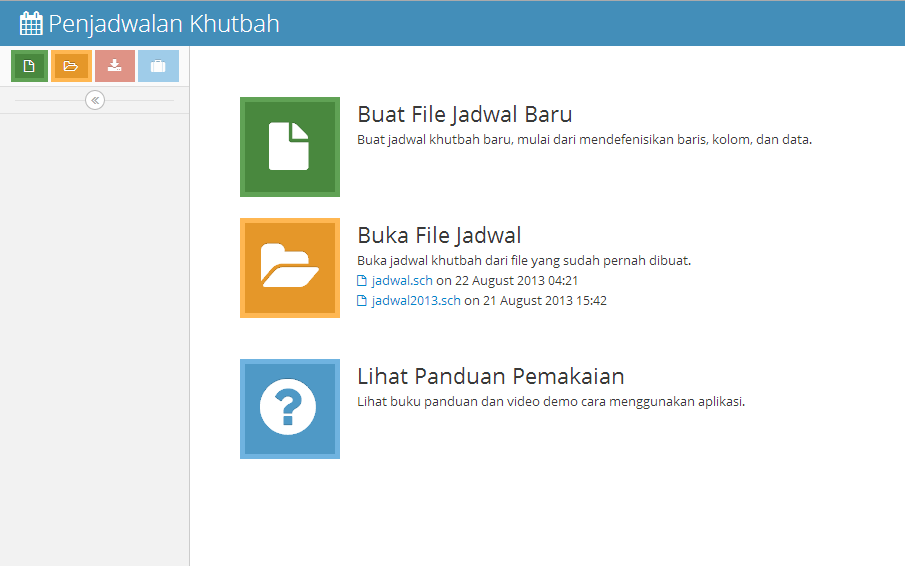 Penjadwalan Khutbah
Buat File Jadwal Baru
Buat jadwal khutbah baru, mulai dari mendefenisikan baris, kolom, dan data.
Buka File Jadwal
Buka jadwal khutbah dari file yang sudah pernah dibuat.
jadwal.sch on 22 August 2013 04:21
jadwal2013.sch on 21 August 2013 15:42
Lihat Panduan Pemakaian
Lihat buku panduan dan video demo cara menggunakan aplikasi.